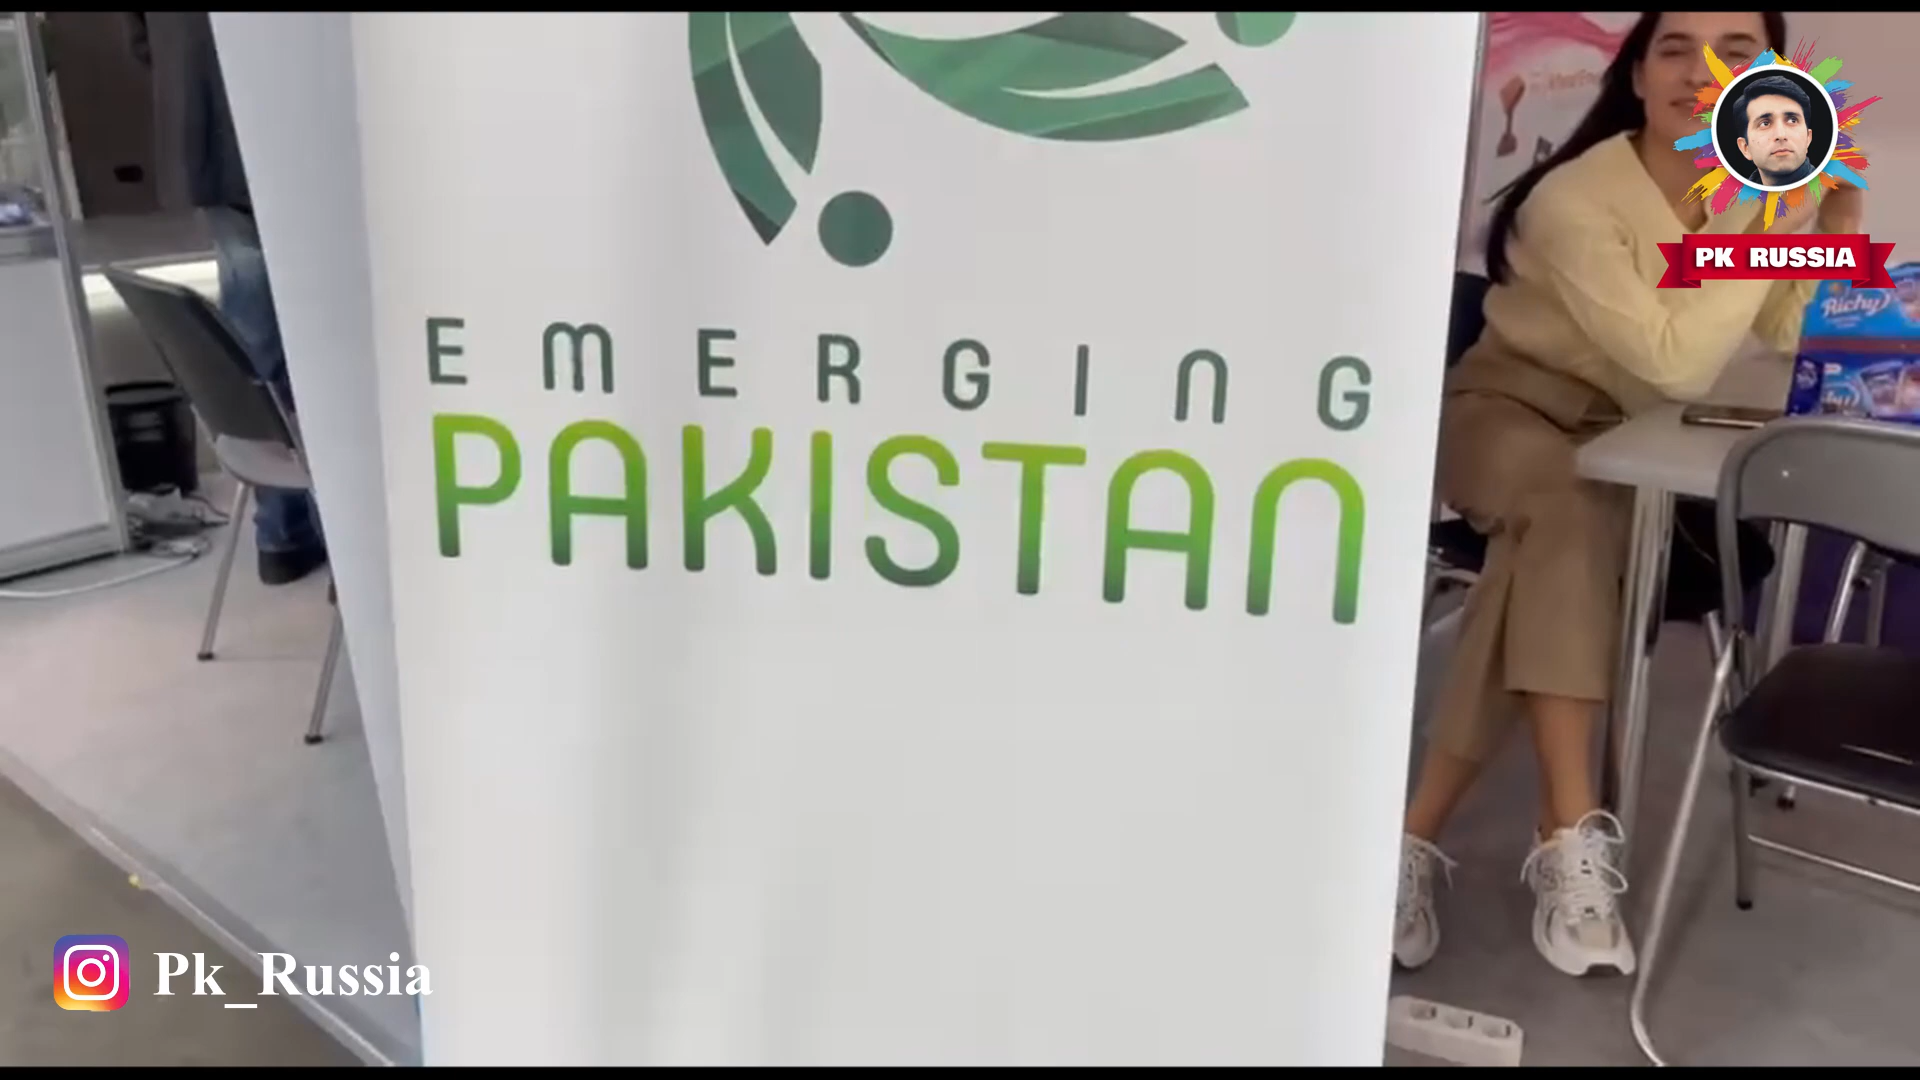 PK RUSSIA
Richy
EMERGING
PAKISTAN
Pk_Russia